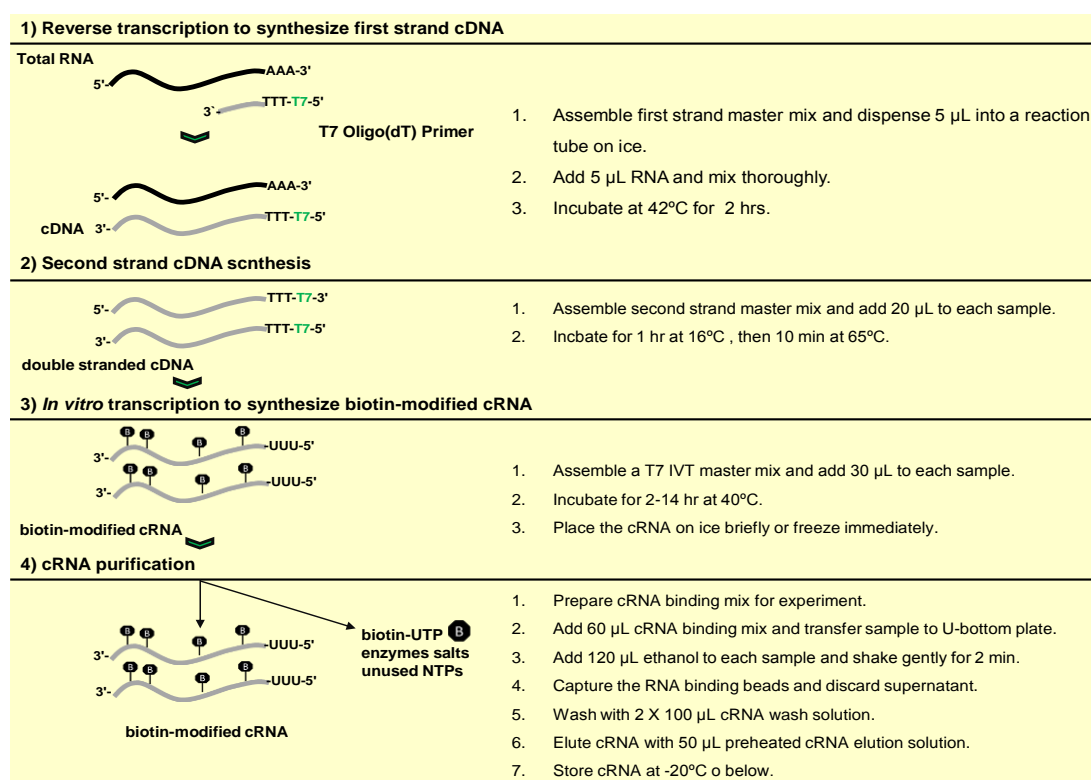 1) Reverse transcription to synthesize first strand cDNA
Total RNA
5'-
AAA-3'
3`-
TTT-T7-5'
T7 Oligo(dT) Primer
5'-
AAA-3'
TTT-T7-5'
cDNA 3'-
1. Assemble first strand master mix and dispense 5 µL into a reaction
tube on ice.
2. Add 5 µL RNA and mix thoroughly.
3. Incubate at 42ºC for 2 hrs.
2) Second strand cDNA scnthesis
TTT-T7-3'
5'-
TTT-T7-5'
3'-
double stranded cDNA
1. Assemble second strand master mix and add 20 µL to each sample.
2. Incbate for 1 hr at 16ºC , then 10 min at 65ºC.
3) In vitro transcription to synthesize biotin-modified cRNA
B B B B
-UUU-5'
3'-
B B B B
-UUU-5'
3'-
biotin-modified cRNA
1. Assemble a T7 IVT master mix and add 30 µL to each sample.
2. Incubate for 2-14 hr at 40ºC.
3. Place the cRNA on ice briefly or freeze immediately.
4) cRNA purification
B B B B
-UUU-5'
3'-
B B B B
-UUU-5'
3'-
biotin-modified cRNA
biotin-UTP B
enzymes salts
unused NTPs
1. Prepare cRNA binding mix for experiment.
2. Add 60 µL cRNA binding mix and transfer sample to U-bottom plate.
3. Add 120 µL ethanol to each sample and shake gently for 2 min.
4. Capture the RNA binding beads and discard supernatant.
5. Wash with 2 X 100 µL cRNA wash solution.
6. Elute cRNA with 50 µL preheated cRNA elution solution.
7. Store cRNA at -20ºC o below.